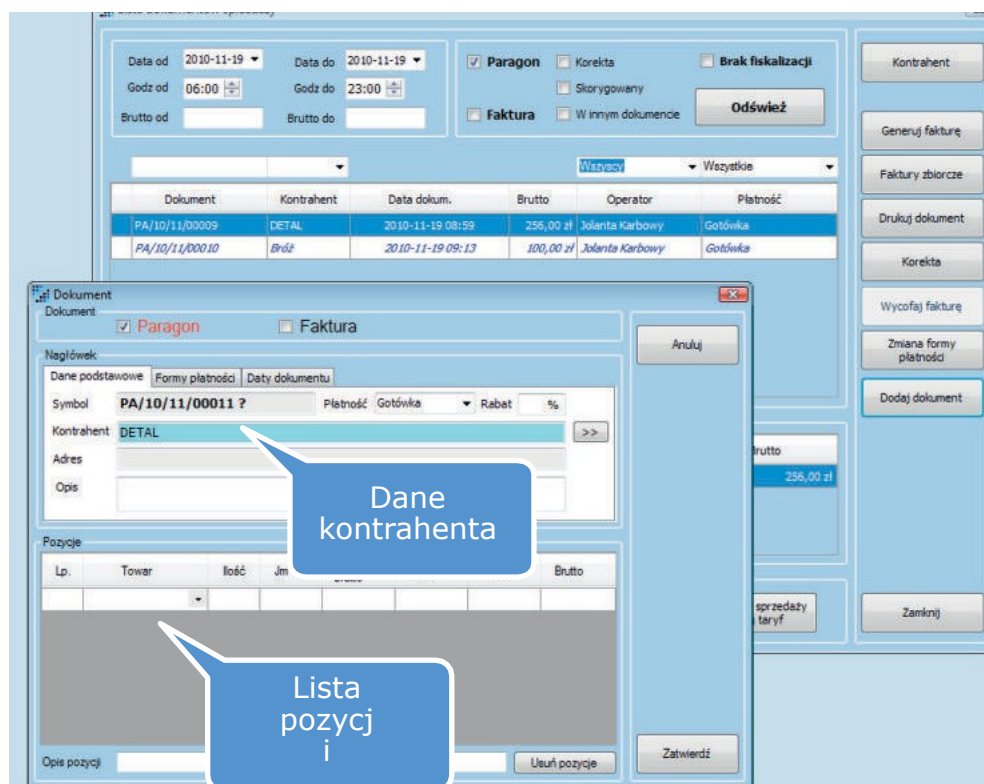 Lista dokumentów sprzedaży
Data od 2010-11-19 Data do 2010-11-19 Paragon Korekta Brak fiskalizacji
Godz od 06:00 Godz do 23:00 Skorygowany
Brutto od Brutto do Faktura W innym dokumencie Odśwież
Wszyscy Wszystkie
Dokument Kontrahent Data dokum. Brutto Operator Płatność
PA/10/11/00009 DETAL 2010-11-19 08:59 256,00 zł Jolanta Karbowy Gotówka
PA/10/11/00010 Bróż 2010-11-19 09:13 100,00 zł Jolanta Karbowy Gotówka
Kontrahent
Generuj fakturę
Faktury zbiorcze
Drukuj dokument
Korekta
Wycofaj fakturę
Zmiana formy
płatności
Dodaj dokument
256,00 zł
sprzedaży
taryf
Zamknij
Dokument
Dokument
Paragon Faktura
Anuluj
Nagłówek
Dane podstawowe Formy płatności Daty dokumentu
Symbol PA/10/11/00011 ? Płatność Gotówka Rabat %
Kontrahent DETAL >>
Adres
Opis
Dane
kontrahenta
Pozycje
Lp. Towar Ilość Jm Brutto
Lista
pozycj
i
Opis pozycji Usuń pozycje
Zatwierdź